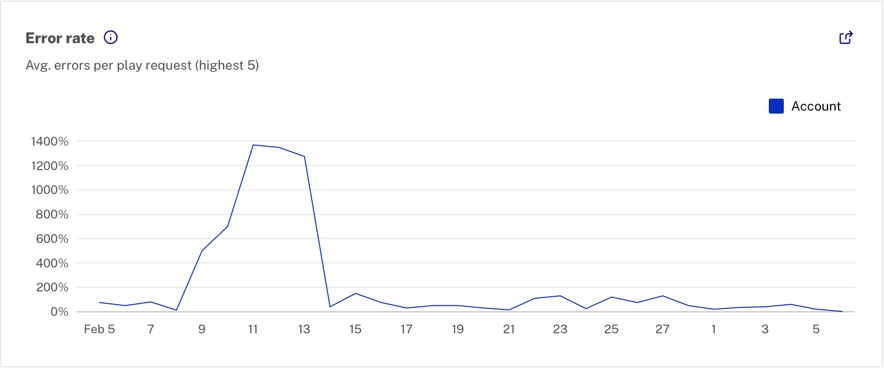 Error rate
Avg. errors per play request (highest 5)
Account
1400%
1200%
1000%
800%
600%
400%
200%
0%
Feb 5 7 9 11 13 15 17 19 21 23 25 27 1 3 5